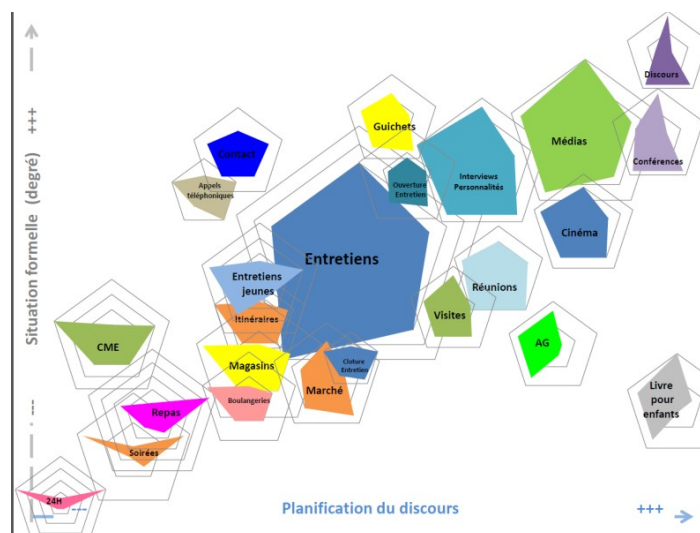 Situation formelle (degré)
+++
---
Discours
Guichets
Médias
Conférences
Contact
Appels
téléphoniques
Ouverture
Entretien
Interviews
Personnalités
Cinéma
Entretiens
Entretiens
jeunes
Réunions
Itinéraires
Visites
CME
AG
Magasins
Cloture
Entretien
Marché
Boulangeries
Livre
pour
enfants
Repas
Soirées
24H
---
Planification du discours
+++